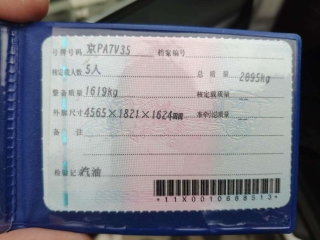 号牌号码 京PA7V35 档案编号
核定载人数 5人 总质量 2095kg
整备质量 1619kg 核定载质量
外廓尺寸 4565×1821×1624mm 准牵引总质量
备注
检验记录 汽油
*11X0010668513*